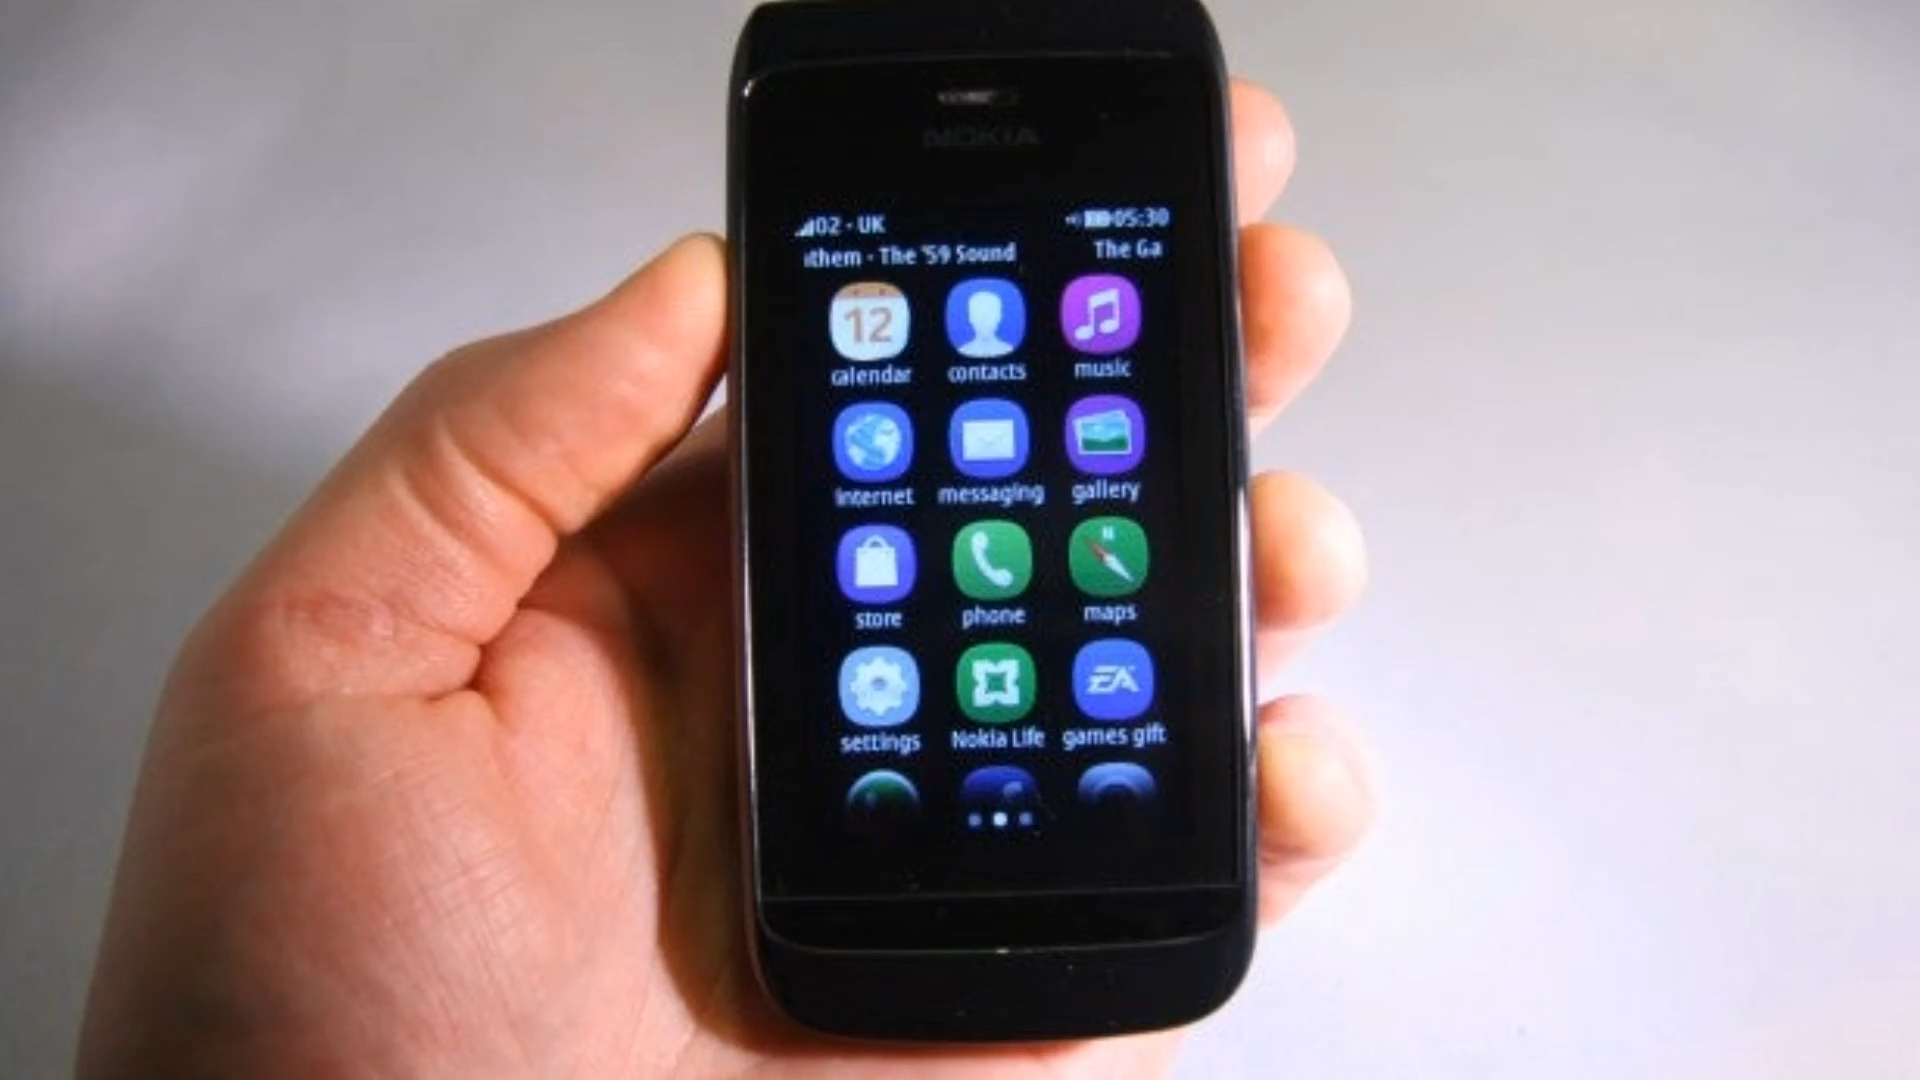 NOKIA
O2 - UK 05:30
ithem - The '59 Sound The Ga
12
calendar contacts music
internet messaging gallery
N
store phone maps
EA
settings Nokia Life games gift